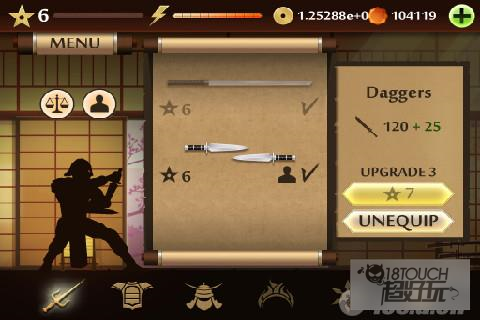 6
1.25288e+0
104119
MENU
6
6
Daggers
120 + 25
UPGRADE 3
7
UNEQUIP
18TOUCH
超好玩